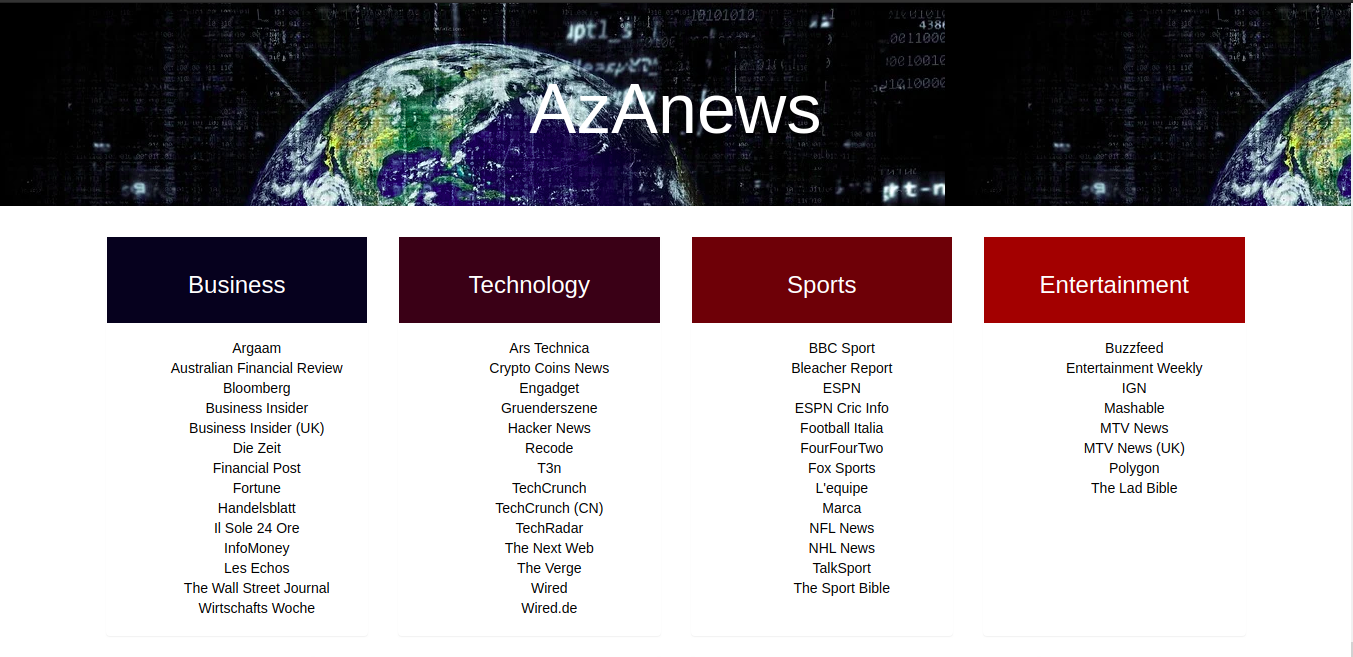 AzAnews
Business
Argaam
Australian Financial Review
Bloomberg
Business Insider
Business Insider (UK)
Die Zeit
Financial Post
Fortune
Handelsblatt
Il Sole 24 Ore
InfoMoney
Les Echos
The Wall Street Journal
Wirtschafts Woche
Technology
Ars Technica
Crypto Coins News
Engadget
Gruenderszene
Hacker News
Recode
T3n
TechCrunch
TechCrunch (CN)
TechRadar
The Next Web
The Verge
Wired
Wired.de
Sports
BBC Sport
Bleacher Report
ESPN
ESPN Cric Info
Football Italia
FourFourTwo
Fox Sports
L'equipe
Marca
NFL News
NHL News
TalkSport
The Sport Bible
Entertainment
Buzzfeed
Entertainment Weekly
IGN
Mashable
MTV News
MTV News (UK)
Polygon
The Lad Bible